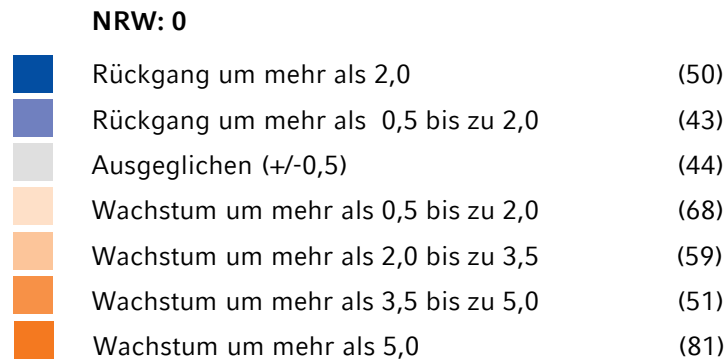 NRW: 0
Rückgang um mehr als 2,0 (50)
Rückgang um mehr als 0,5 bis zu 2,0 (43)
Ausgeglichen (+/-0,5) (44)
Wachstum um mehr als 0,5 bis zu 2,0 (68)
Wachstum um mehr als 2,0 bis zu 3,5 (59)
Wachstum um mehr als 3,5 bis zu 5,0 (51)
Wachstum um mehr als 5,0 (81)